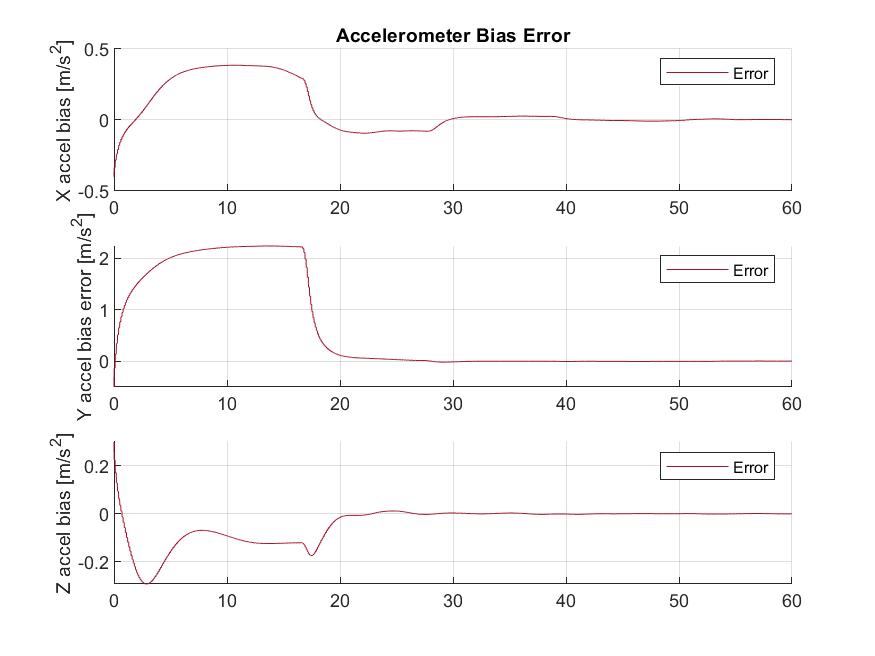 Accelerometer Bias Error
X accel bias [m/s²]
0.5
0
-0.5
Error
0 10 20 30 40 50 60
Y accel bias error [m/s²]
2
1
0
Error
0 10 20 30 40 50 60
Z accel bias [m/s²]
0.2
0
-0.2
Error
0 10 20 30 40 50 60